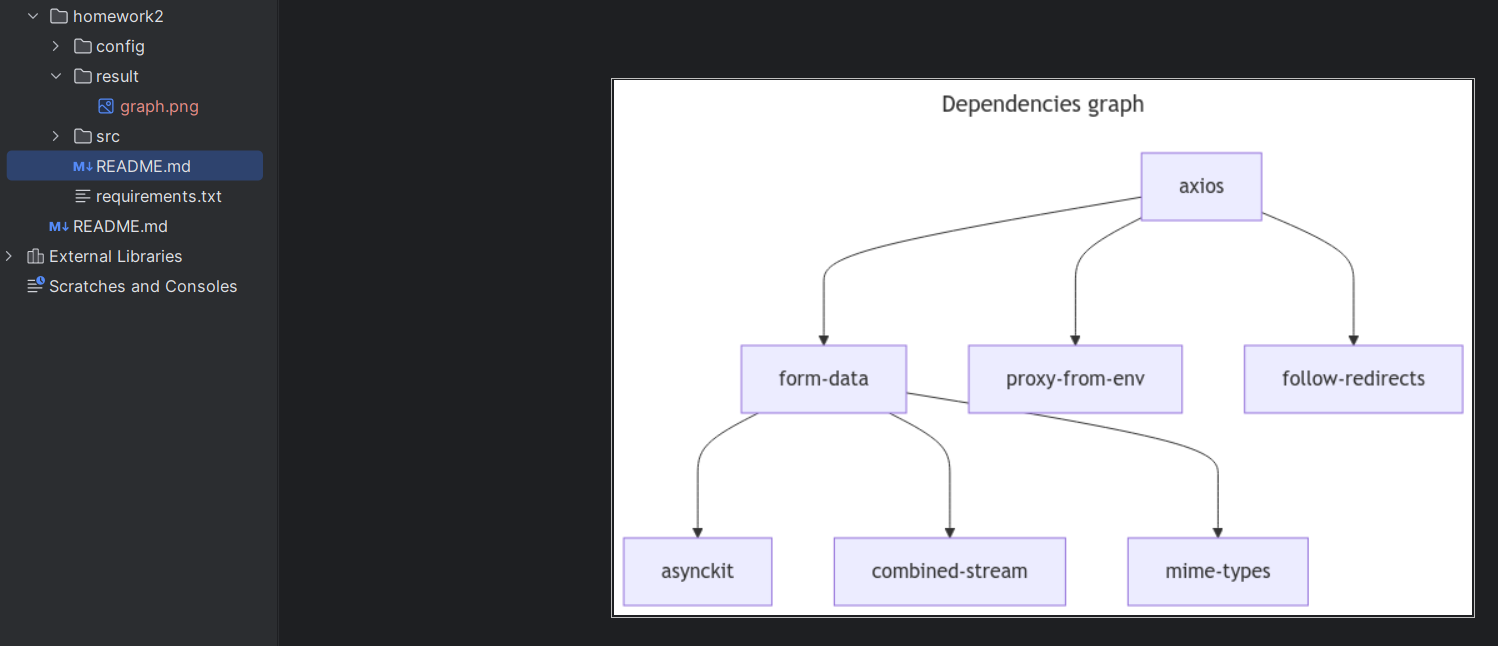 homework2
config
result
graph.png
src
M↓ README.md
requirements.txt
M↓ README.md
External Libraries
Scratches and Consoles
Dependencies graph
axios
form-data
proxy-from-env
follow-redirects
asynckit
combined-stream
mime-types